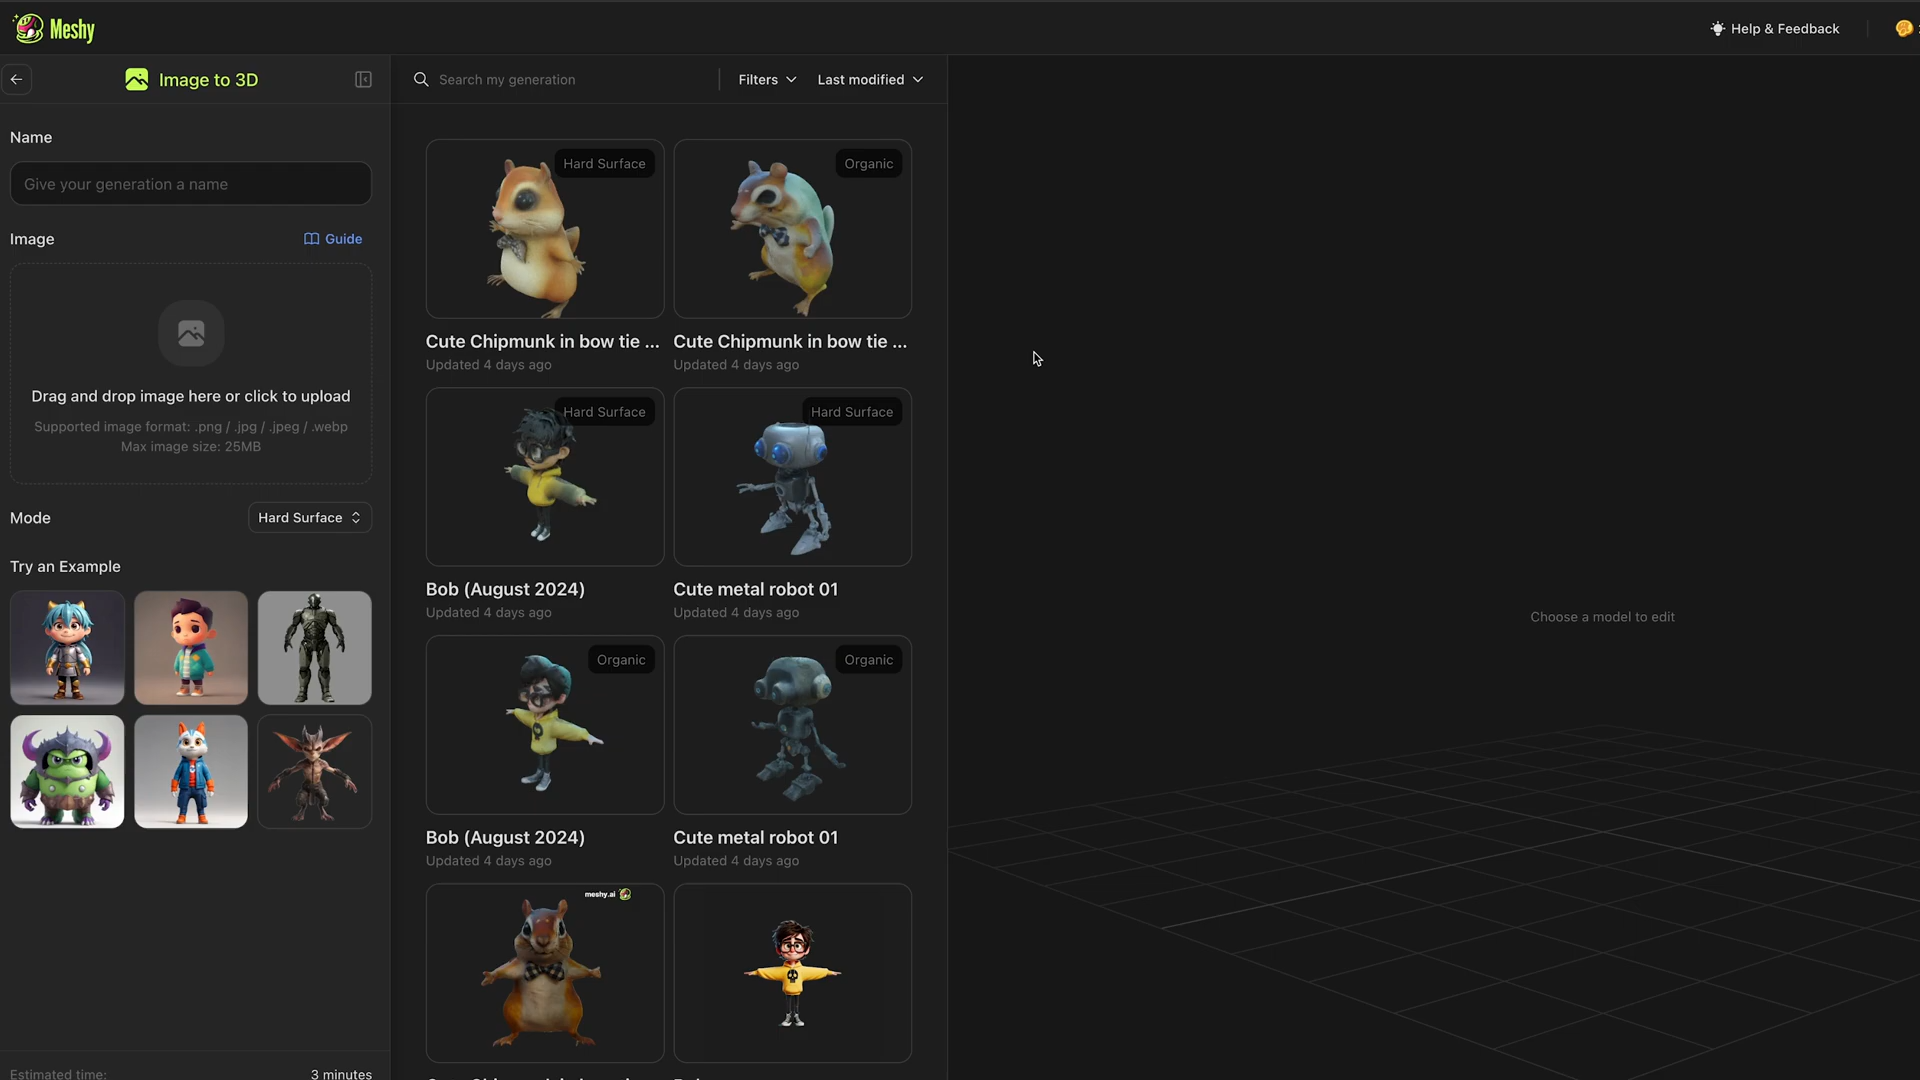 Meshy
Help & Feedback
Image to 3D
Search my generation
Filters
Last modified
Name
Give your generation a name
Image
Guide
Drag and drop image here or click to upload
Supported image format: .png / .jpg / .jpeg / .webp
Max image size: 25MB
Mode
Hard Surface
Try an Example
Estimated time:
3 minutes
Hard Surface
Organic
Cute Chipmunk in bow tie ...
Cute Chipmunk in bow tie ...
Updated 4 days ago
Updated 4 days ago
Hard Surface
Hard Surface
Bob (August 2024)
Cute metal robot 01
Updated 4 days ago
Updated 4 days ago
Organic
Organic
Bob (August 2024)
Cute metal robot 01
Updated 4 days ago
Updated 4 days ago
meshy.ai
Choose a model to edit